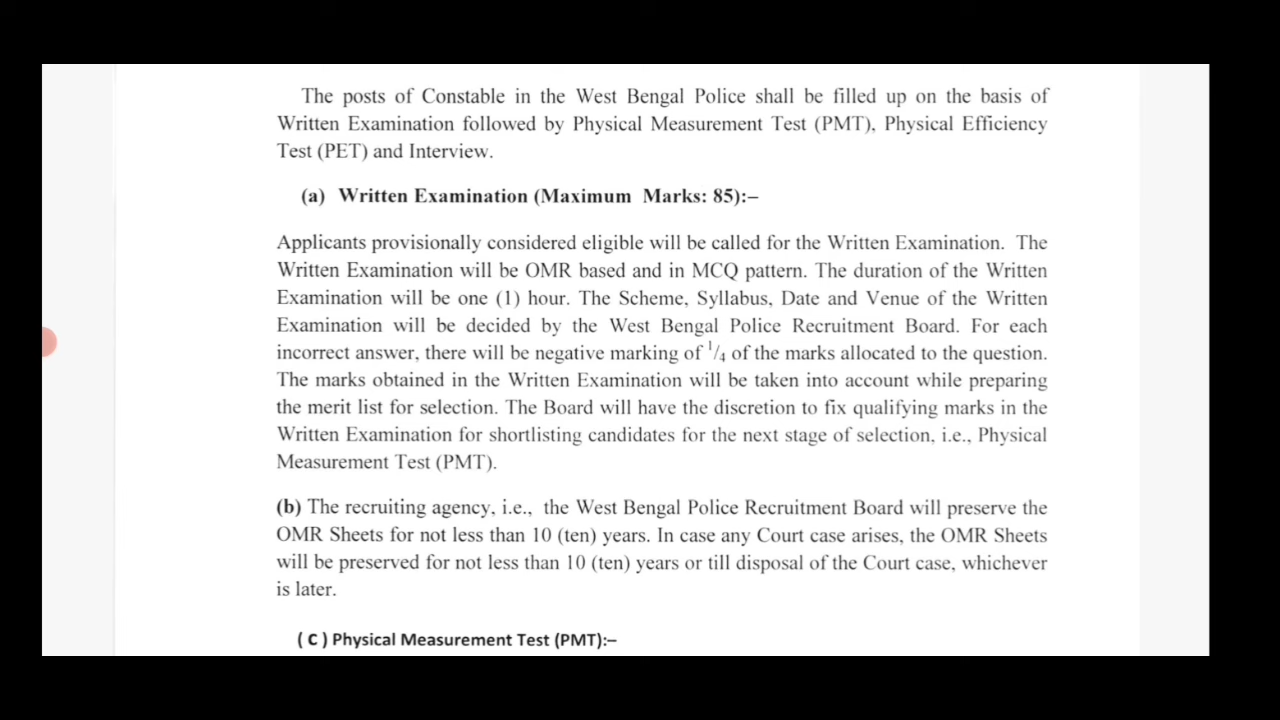 The posts of Constable in the West Bengal Police shall be filled up on the basis of
Written Examination followed by Physical Measurement Test (PMT), Physical Efficiency
Test (PET) and Interview.
(a) Written Examination (Maximum Marks: 85):–
Applicants provisionally considered eligible will be called for the Written Examination. The
Written Examination will be OMR based and in MCQ pattern. The duration of the Written
Examination will be one (1) hour. The Scheme, Syllabus, Date and Venue of the Written
Examination will be decided by the West Bengal Police Recruitment Board. For each
incorrect answer, there will be negative marking of 1/4 of the marks allocated to the question.
The marks obtained in the Written Examination will be taken into account while preparing
the merit list for selection. The Board will have the discretion to fix qualifying marks in the
Written Examination for shortlisting candidates for the next stage of selection, i.e., Physical
Measurement Test (PMT).
(b) The recruiting agency, i.e., the West Bengal Police Recruitment Board will preserve the
OMR Sheets for not less than 10 (ten) years. In case any Court case arises, the OMR Sheets
will be preserved for not less than 10 (ten) years or till disposal of the Court case, whichever
is later.
( C ) Physical Measurement Test (PMT):–